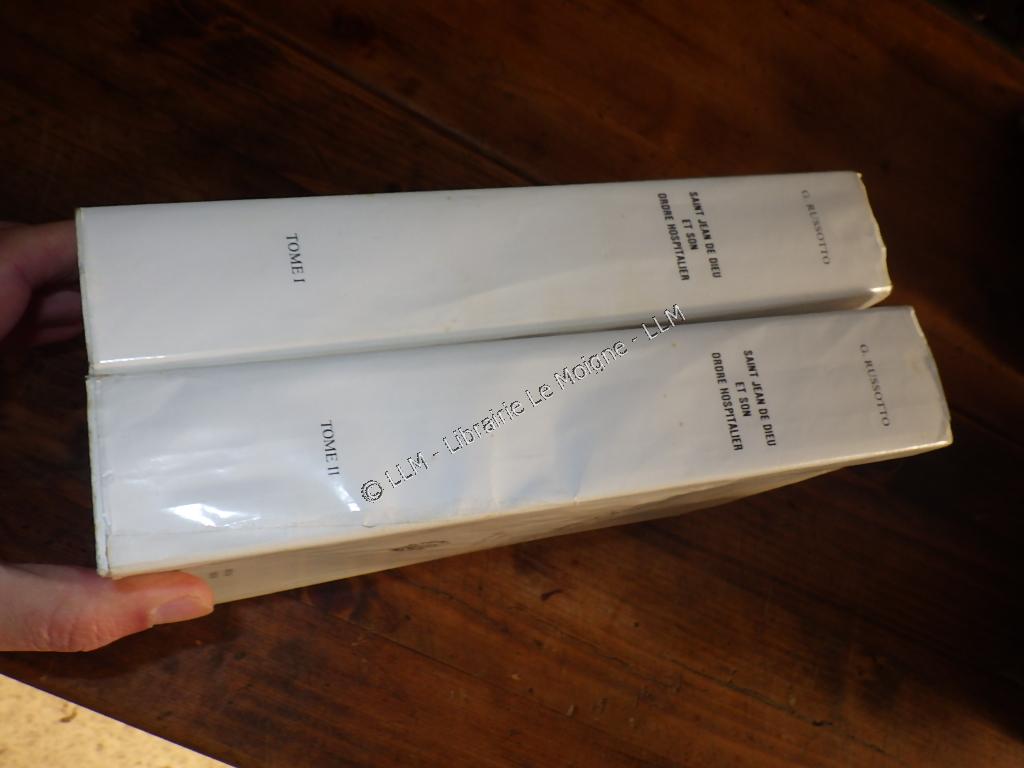 G. RUSSOTTO
SAINT JEAN DE DIEU
ET SON
ORDRE HOSPITALIER
TOME I
G. RUSSOTTO
SAINT JEAN DE DIEU
ET SON
ORDRE HOSPITALIER
TOME II
© LLM - Librairie Le Moigne - LLM